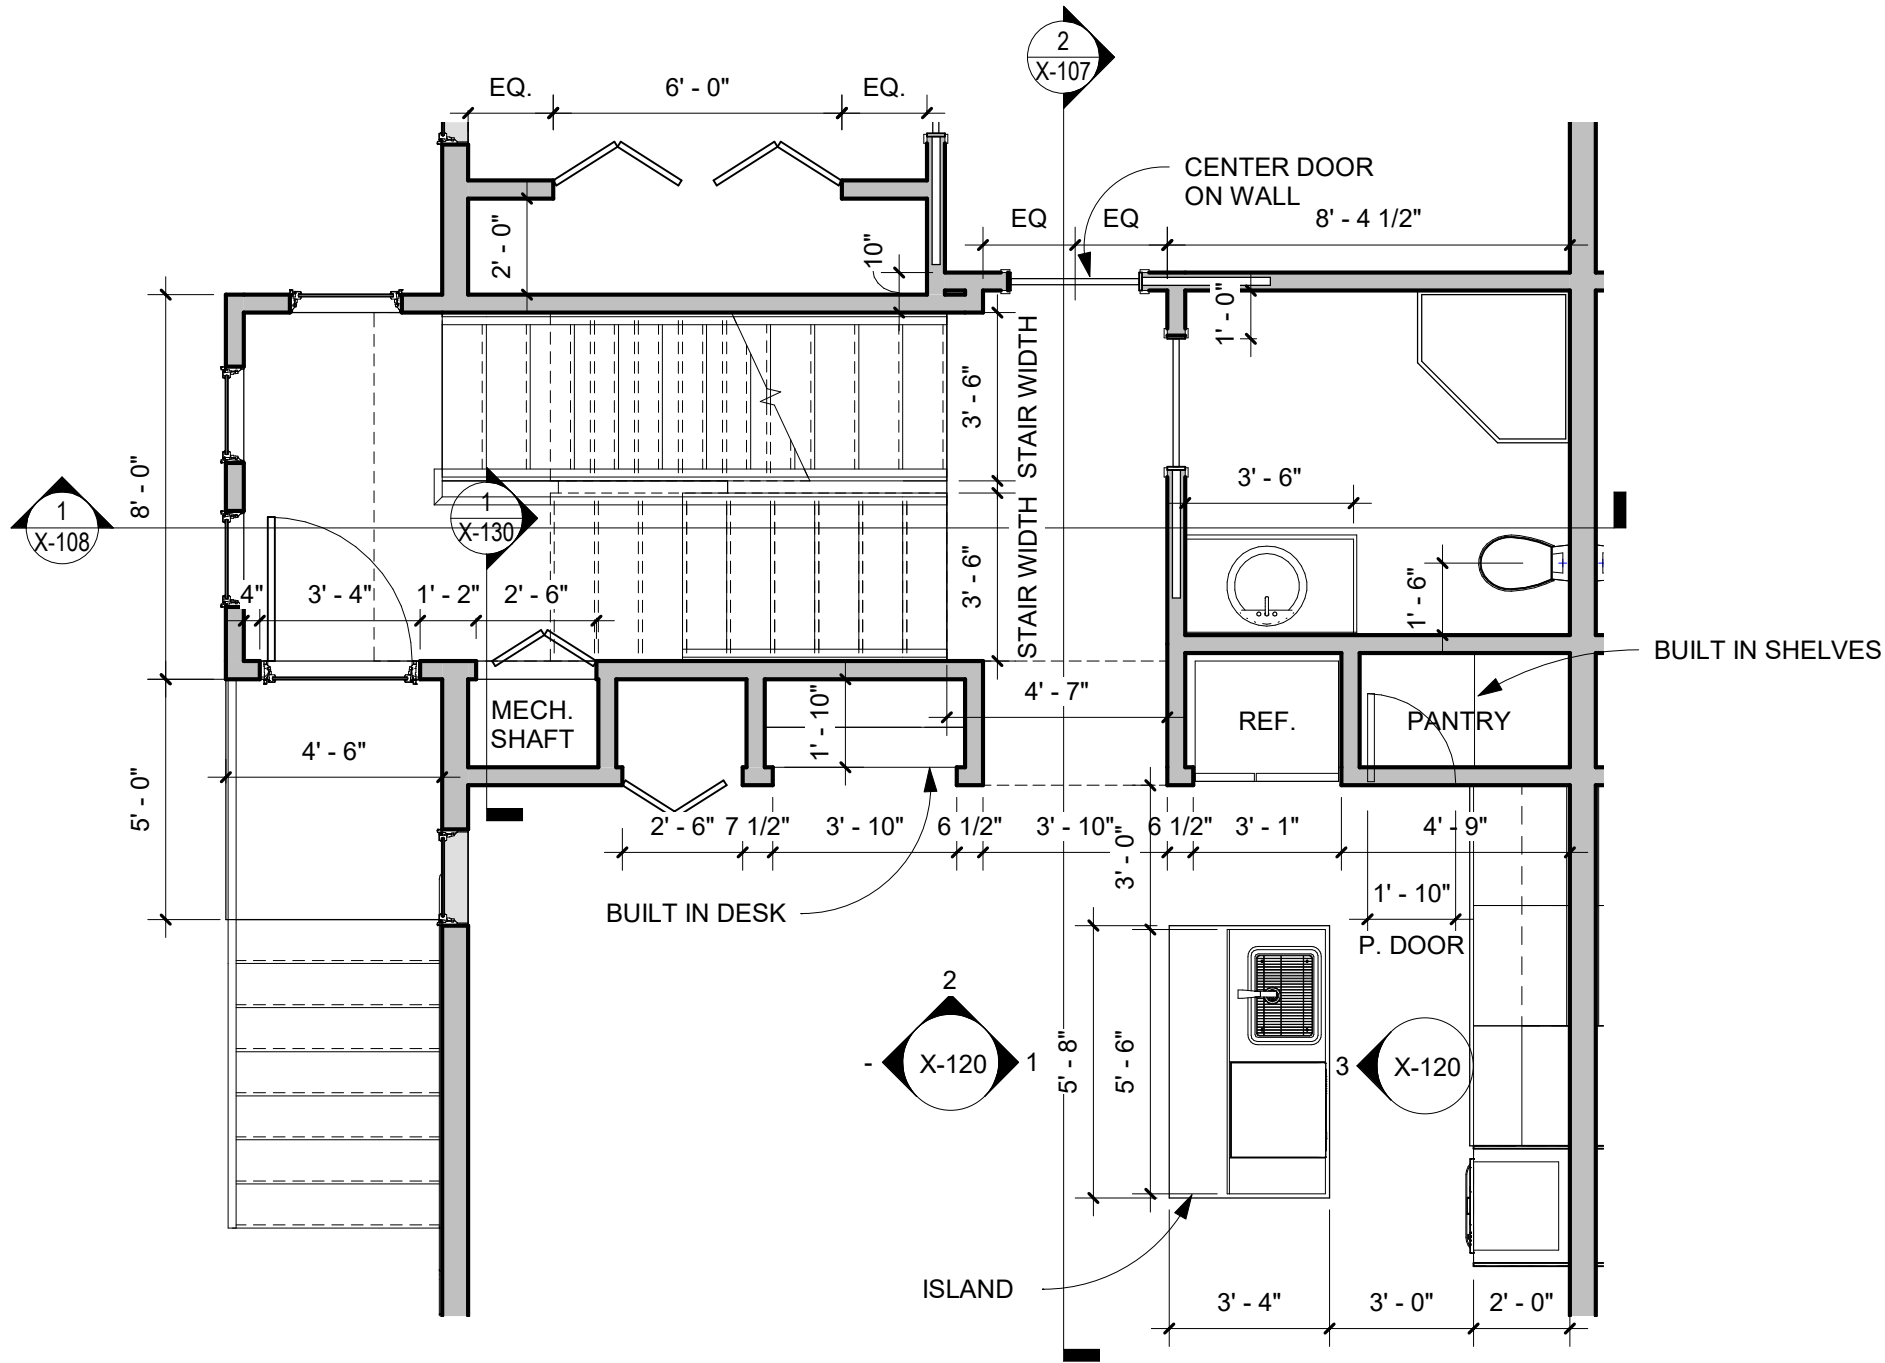 2
X-107
EQ.
6' - 0"
EQ.
CENTER DOOR
ON WALL
EQ
EQ
8' - 4 1/2"
2' - 0"
10"
1' - 0"
3' - 6"
STAIR WIDTH
8' - 0"
1
X-108
1
X-130
3' - 6"
3' - 6"
STAIR WIDTH
4"
3' - 4"
1' - 2"
2' - 6"
1' - 6"
BUILT IN SHELVES
4' - 7"
MECH.
SHAFT
1' - 10"
REF.
PANTRY
4' - 6"
5' - 0"
2' - 6"
7 1/2"
3' - 10"
6 1/2"
3' - 10"
6 1/2"
3' - 1"
4' - 9"
3' - 0"
1' - 10"
P. DOOR
BUILT IN DESK
2
-
X-120
1
5' - 8"
5' - 6"
3
X-120
ISLAND
3' - 4"
3' - 0"
2' - 0"